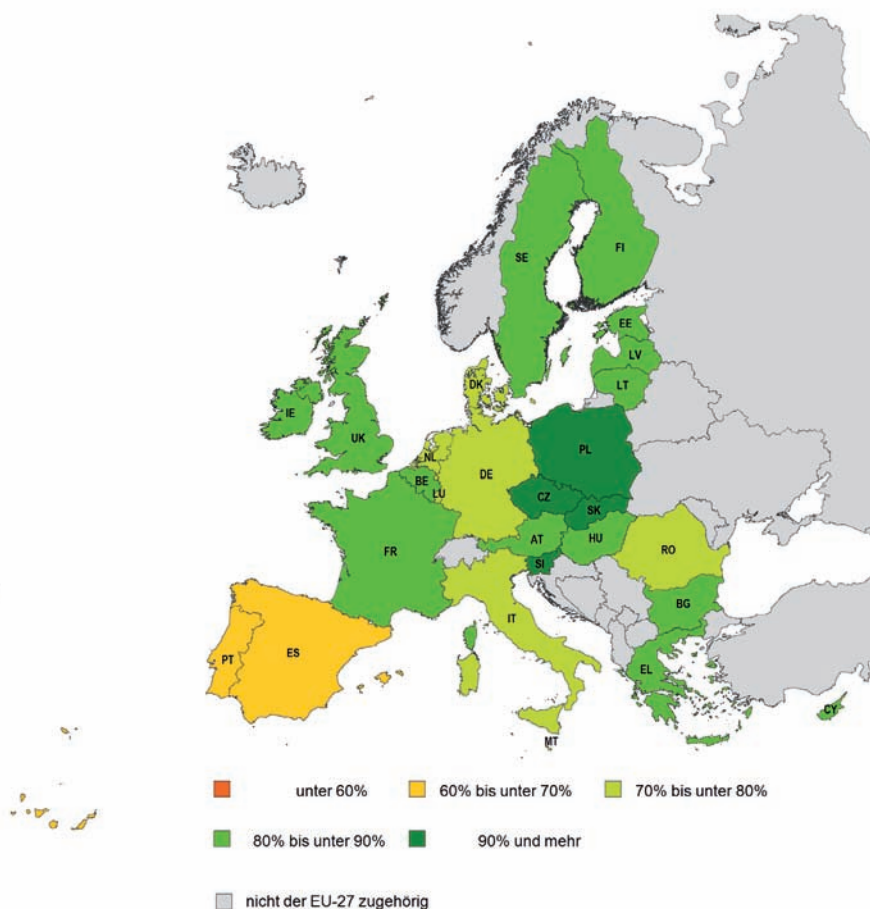 FI
SE
EE
LV
LT
DK
IE
UK
NL
PL
DE
BE
LU
CZ
SK
AT
HU
FR
SI
RO
BG
IT
ES
PT
EL
CY
MT
unter 60% 60% bis unter 70% 70% bis unter 80%
80% bis unter 90% 90% und mehr
nicht der EU-27 zugehörig